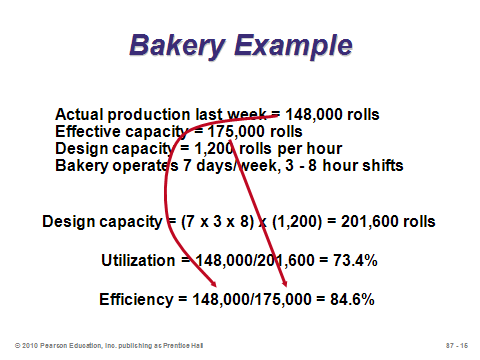 Bakery Example
Actual production last week = 148,000 rolls
Effective capacity = 175,000 rolls
Design capacity = 1,200 rolls per hour
Bakery operates 7 days/week, 3 - 8 hour shifts
Design capacity = (7 x 3 x 8) x (1,200) = 201,600 rolls
Utilization = 148,000/201,600 = 73.4%
Efficiency = 148,000/175,000 = 84.6%
© 2010 Pearson Education, Inc. publishing as Prentice Hall
S7 - 15